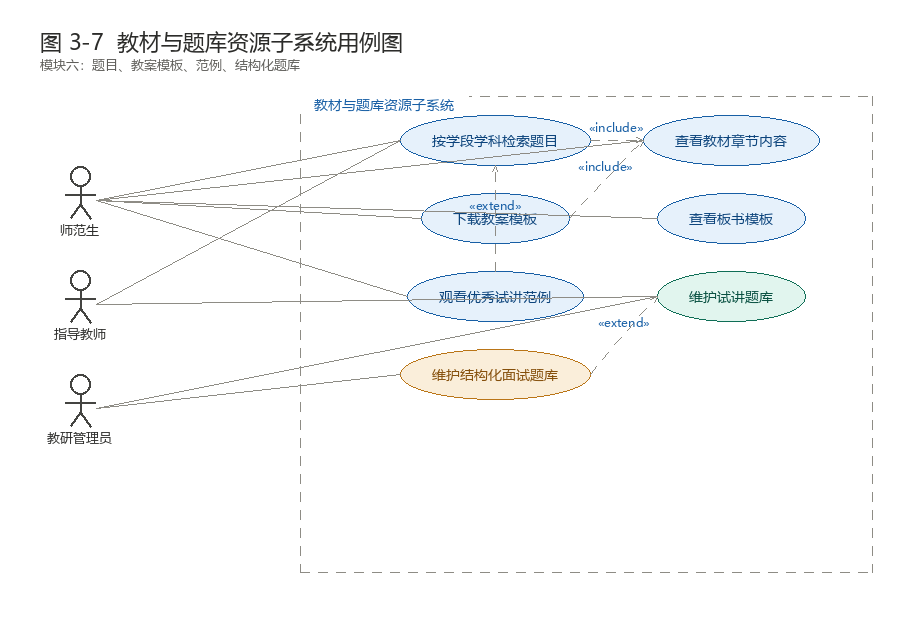 图 3-7 教材与题库资源子系统用例图
模块六：题目、教案模板、范例、结构化题库
教材与题库资源子系统
«include»
按学段学科检索题目
查看教材章节内容
«include»
师范生
«extend»
下载教案模板
查看板书模板
指导教师
观看优秀试讲范例
维护试讲题库
«extend»
维护结构化面试题库
教研管理员